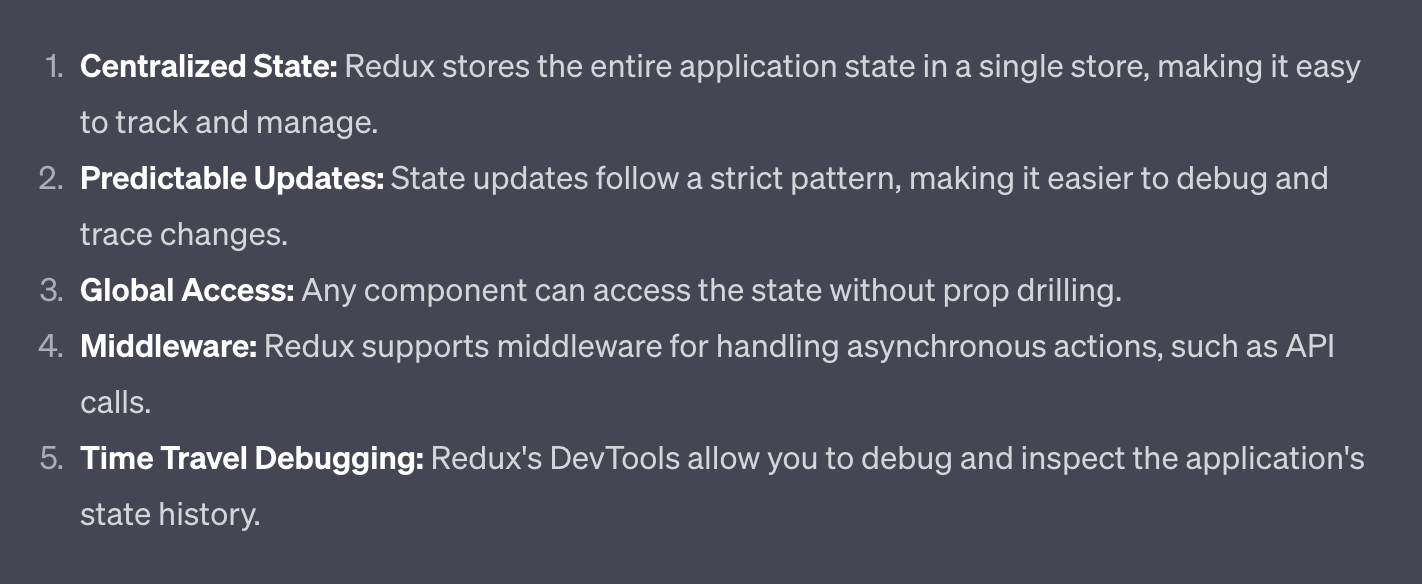 1. Centralized State: Redux stores the entire application state in a single store, making it easy
to track and manage.
2. Predictable Updates: State updates follow a strict pattern, making it easier to debug and
trace changes.
3. Global Access: Any component can access the state without prop drilling.
4. Middleware: Redux supports middleware for handling asynchronous actions, such as API
calls.
5. Time Travel Debugging: Redux's DevTools allow you to debug and inspect the application's
state history.